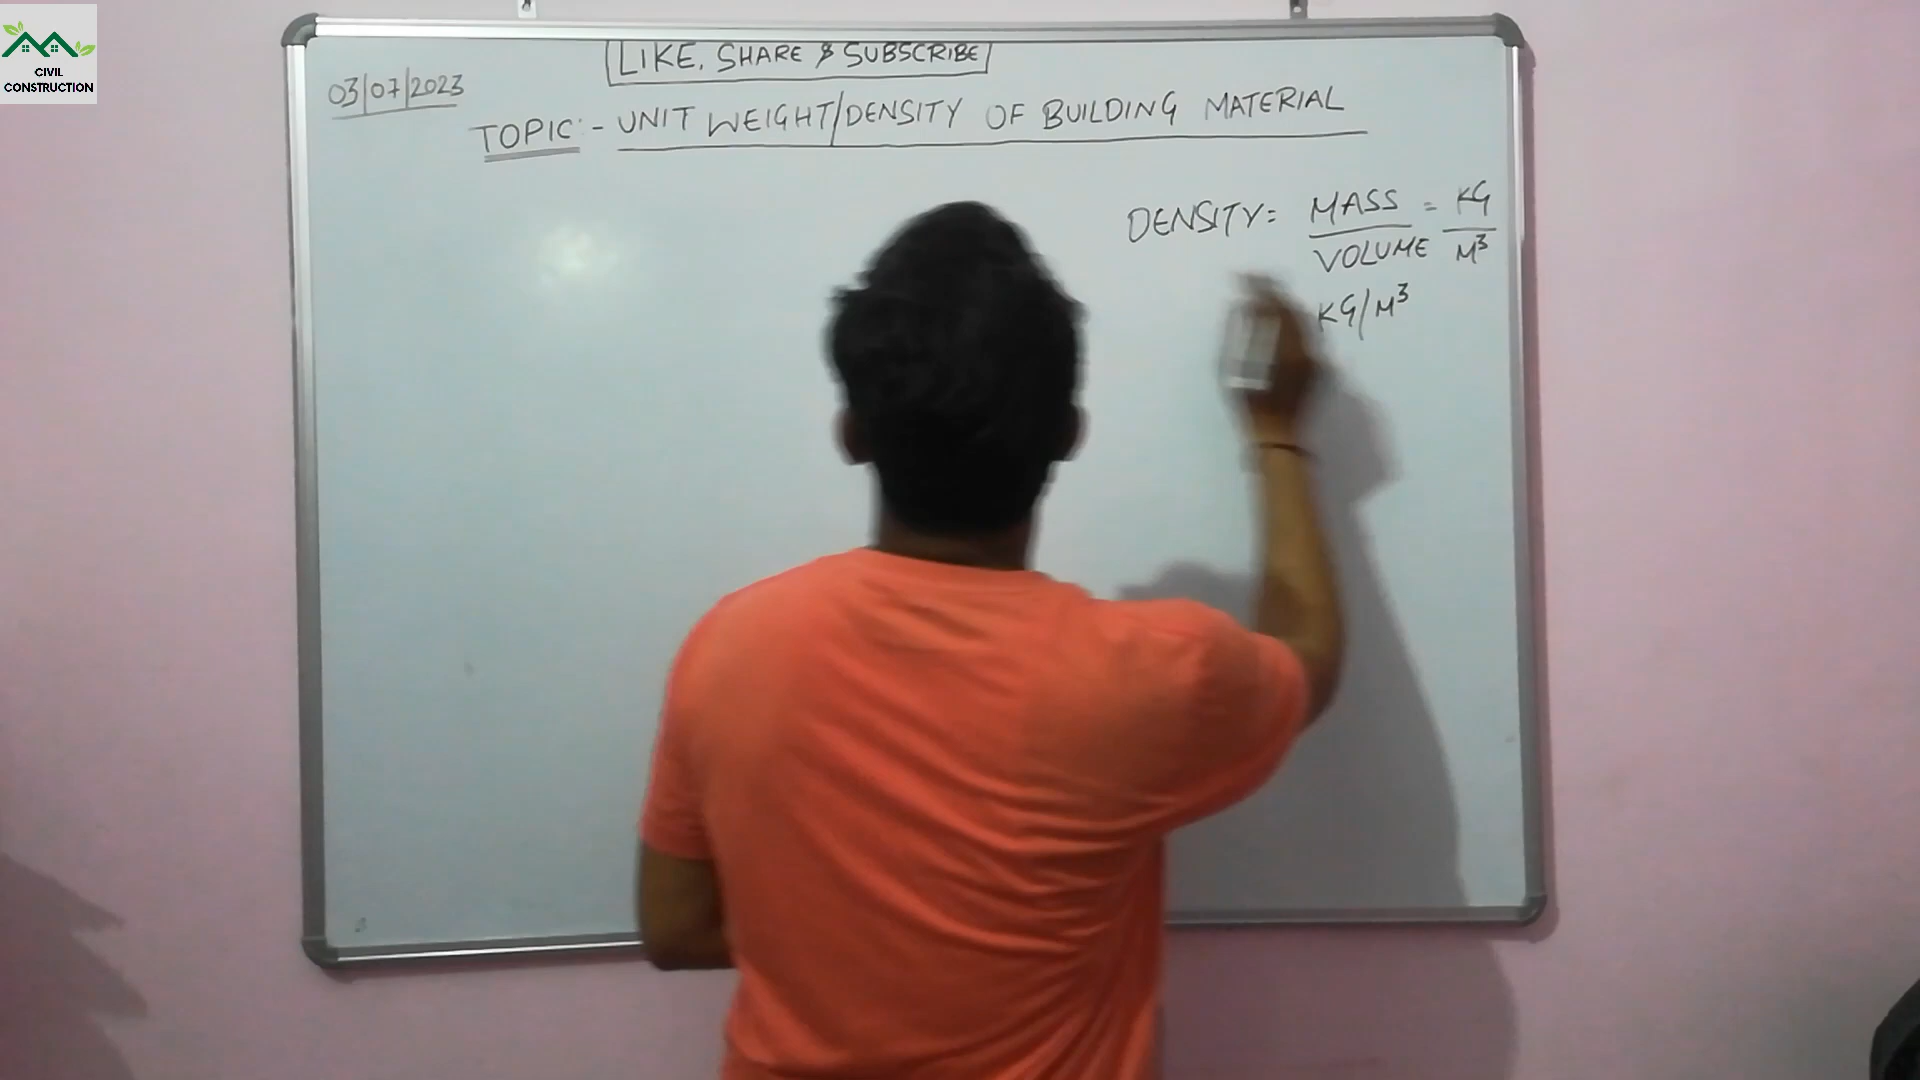 CIVIL
CONSTRUCTION
LIKE, SHARE & SUBSCRIBE
03/07/2023
TOPIC:- UNIT WEIGHT/DENSITY OF BUILDING MATERIAL
DENSITY= MASS/VOLUME = KG/M³
KG/M³